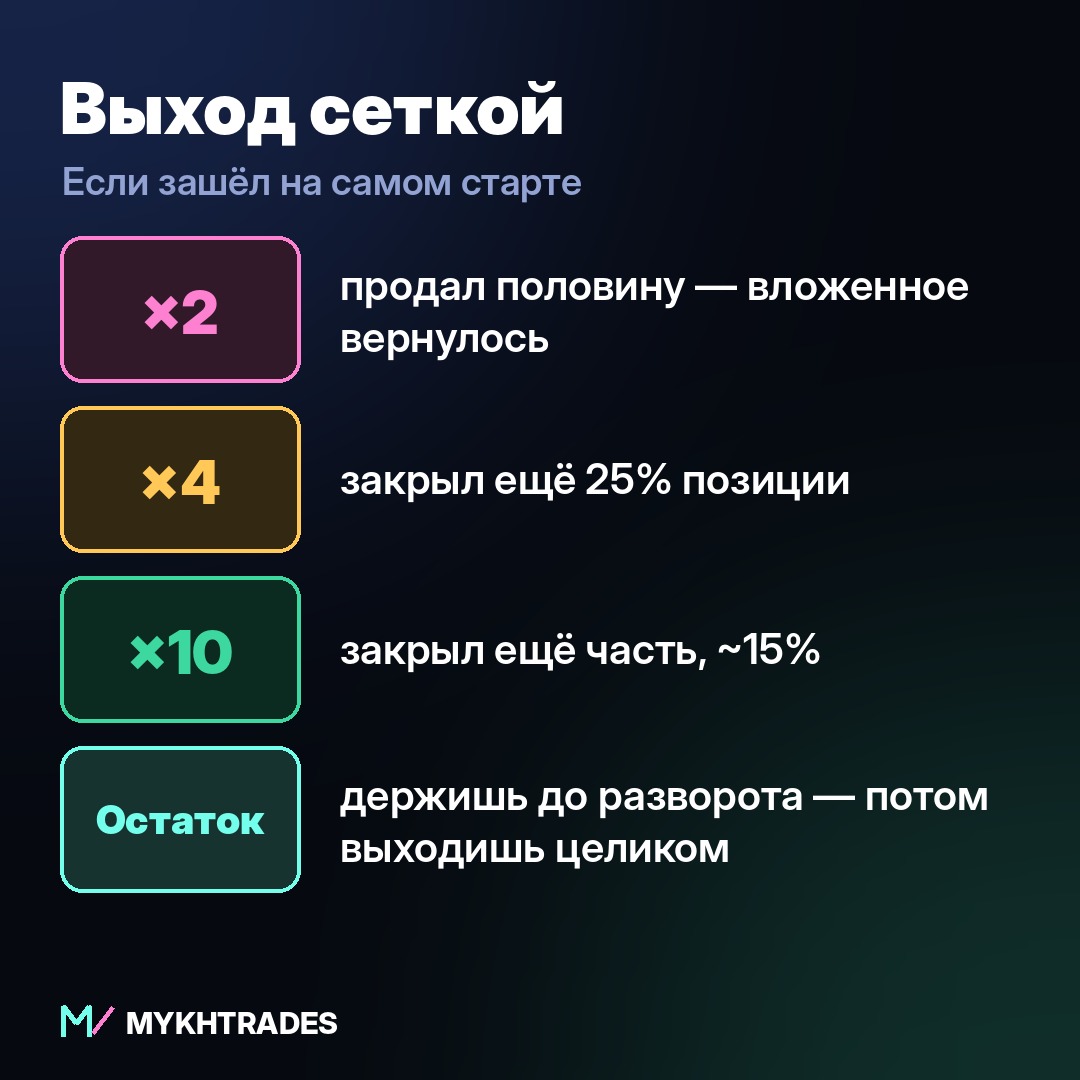 Выход сеткой
Если зашёл на самом старте
×2
продал половину — вложенное
вернулось
×4
закрыл ещё 25% позиции
×10
закрыл ещё часть, ~15%
Остаток
держишь до разворота — потом
выходишь целиком
M/ MYKHTRADES